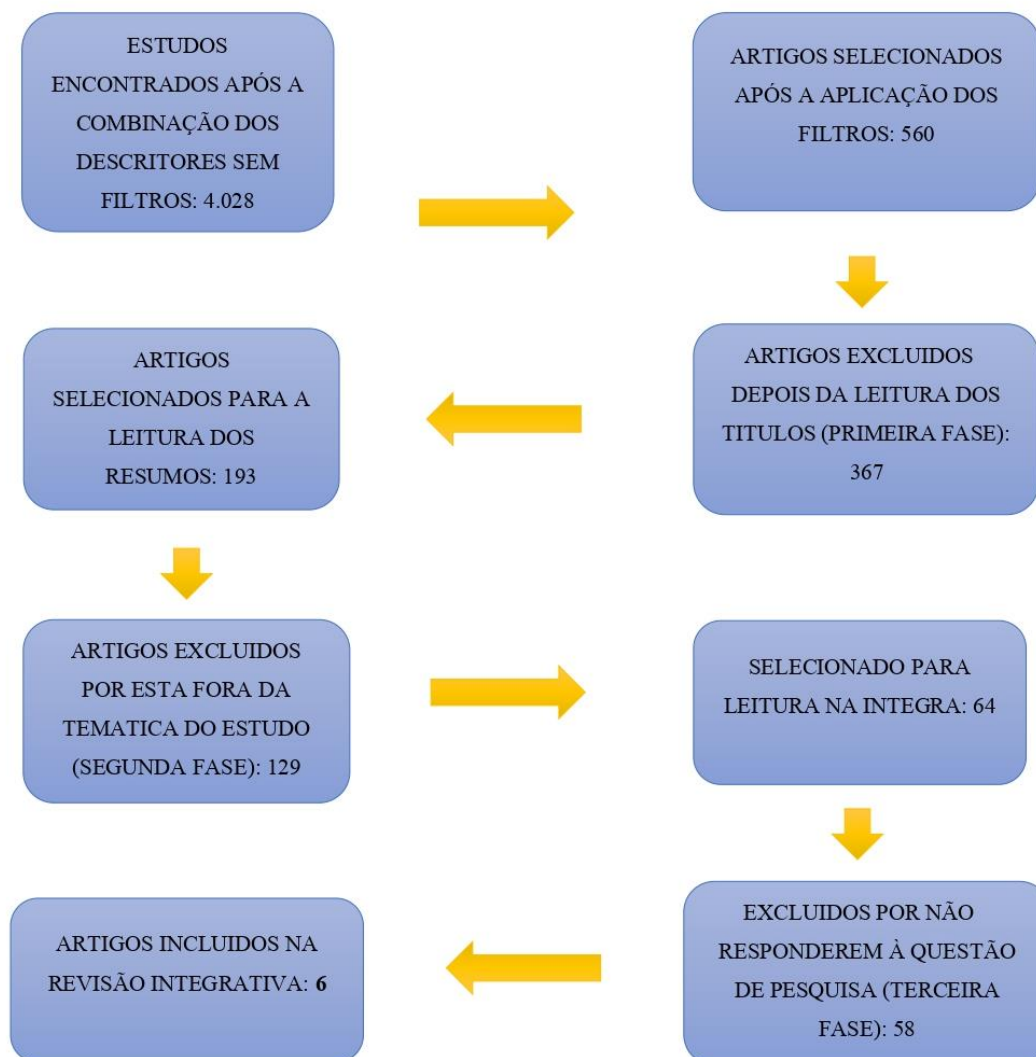 ESTUDOS
ENCONTRADOS APÓS A
COMBINAÇÃO DOS
DESCRITORES SEM
FILTROS: 4.028
ARTIGOS SELECIONADOS
APÓS A APLICAÇÃO DOS
FILTROS: 560
ARTIGOS EXCLUIDOS
DEPOIS DA LEITURA DOS
TITULOS (PRIMEIRA FASE):
367
ARTIGOS
SELECIONADOS PARA A
LEITURA DOS
RESUMOS: 193
ARTIGOS EXCLUIDOS
POR ESTA FORA DA
TEMATICA DO ESTUDO
(SEGUNDA FASE): 129
SELECIONADO PARA
LEITURA NA INTEGRA: 64
EXCLUIDOS POR NÃO
RESPONDEREM À QUESTÃO
DE PESQUISA (TERCEIRA
FASE): 58
ARTIGOS INCLUIDOS NA
REVISÃO INTEGRATIVA: 6